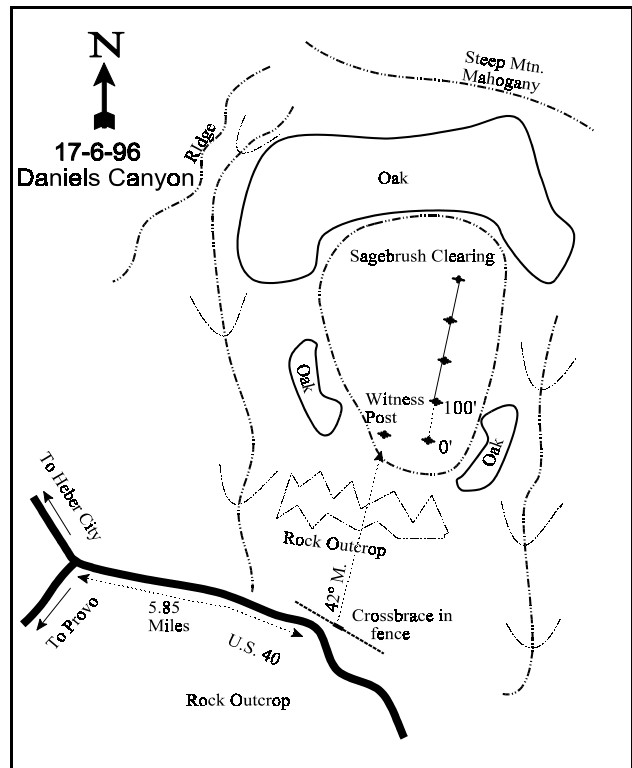 N
17-6-96
Daniels Canyon
Ridge
Steep Mtn.
Mahogany
Oak
Sagebrush Clearing
Oak
Witness
Post
100'
0'
Oak
To Heber City
Rock Outcrop
42° M.
5.85
Miles
To Provo
U.S. 40
Crossbrace in
fence
Rock Outcrop